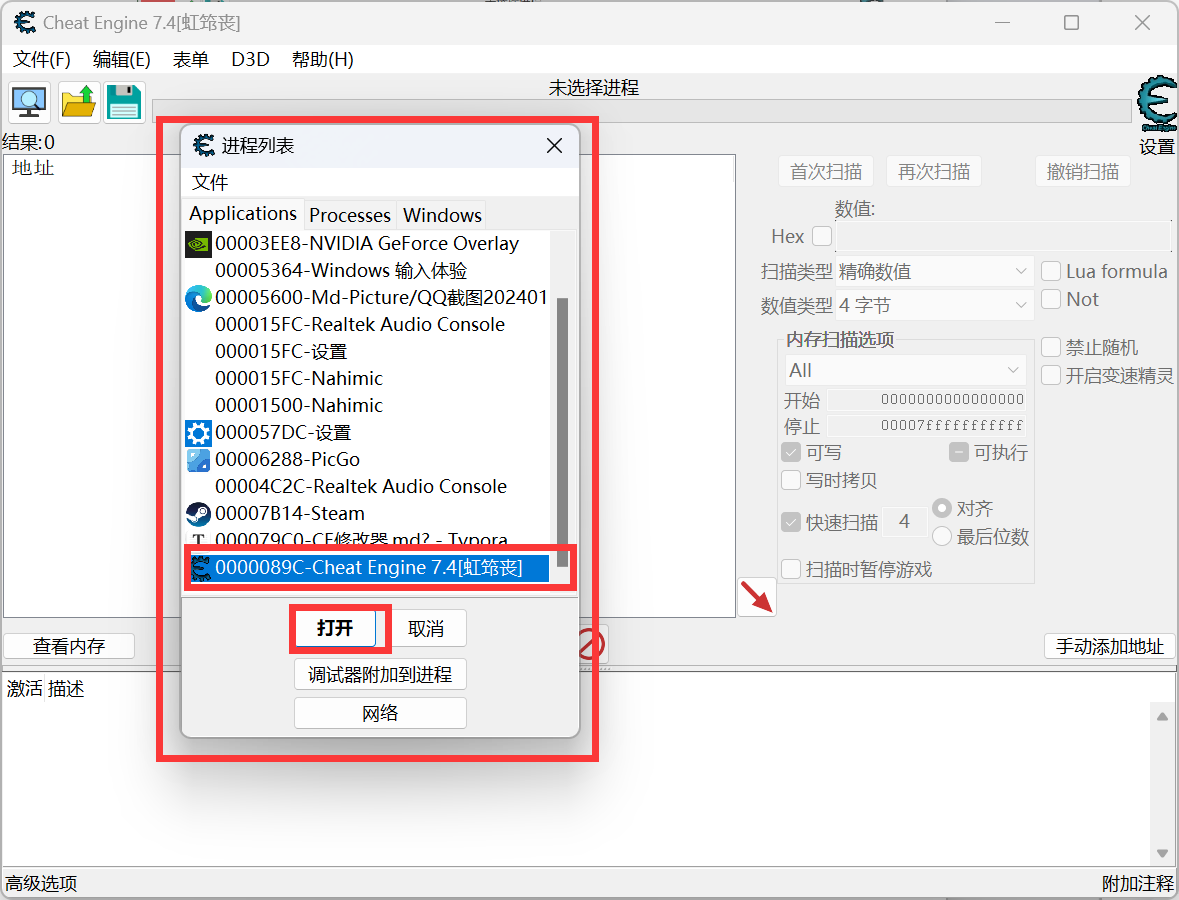 Cheat Engine 7.4[虹笻丧]
文件(F) 编辑(E) 表单 D3D 帮助(H)
未选择进程
Cheat Engine
设置
结果:0
地址
进程列表
文件
Applications Processes Windows
00003EE8-NVIDIA GeForce Overlay
00005364-Windows 输入体验
00005600-Md-Picture/QQ截图202401
000015FC-Realtek Audio Console
000015FC-设置
000015FC-Nahimic
00001500-Nahimic
000057DC-设置
00006288-PicGo
00004C2C-Realtek Audio Console
00007B14-Steam
000079C0-CE修改器.md? - Typora
0000089C-Cheat Engine 7.4[虹笻丧]
打开 取消
调试器附加到进程
网络
首次扫描 再次扫描 撤销扫描
数值:
Hex
扫描类型 精确数值 Lua formula
数值类型 4 字节 Not
内存扫描选项
All
禁止随机
开启变速精灵
开始 0000000000000000
停止 00007fffffffffff
可写 可执行
写时拷贝
快速扫描 4 对齐
最后位数
扫描时暂停游戏
查看内存 手动添加地址
激活 描述
高级选项 附加注释